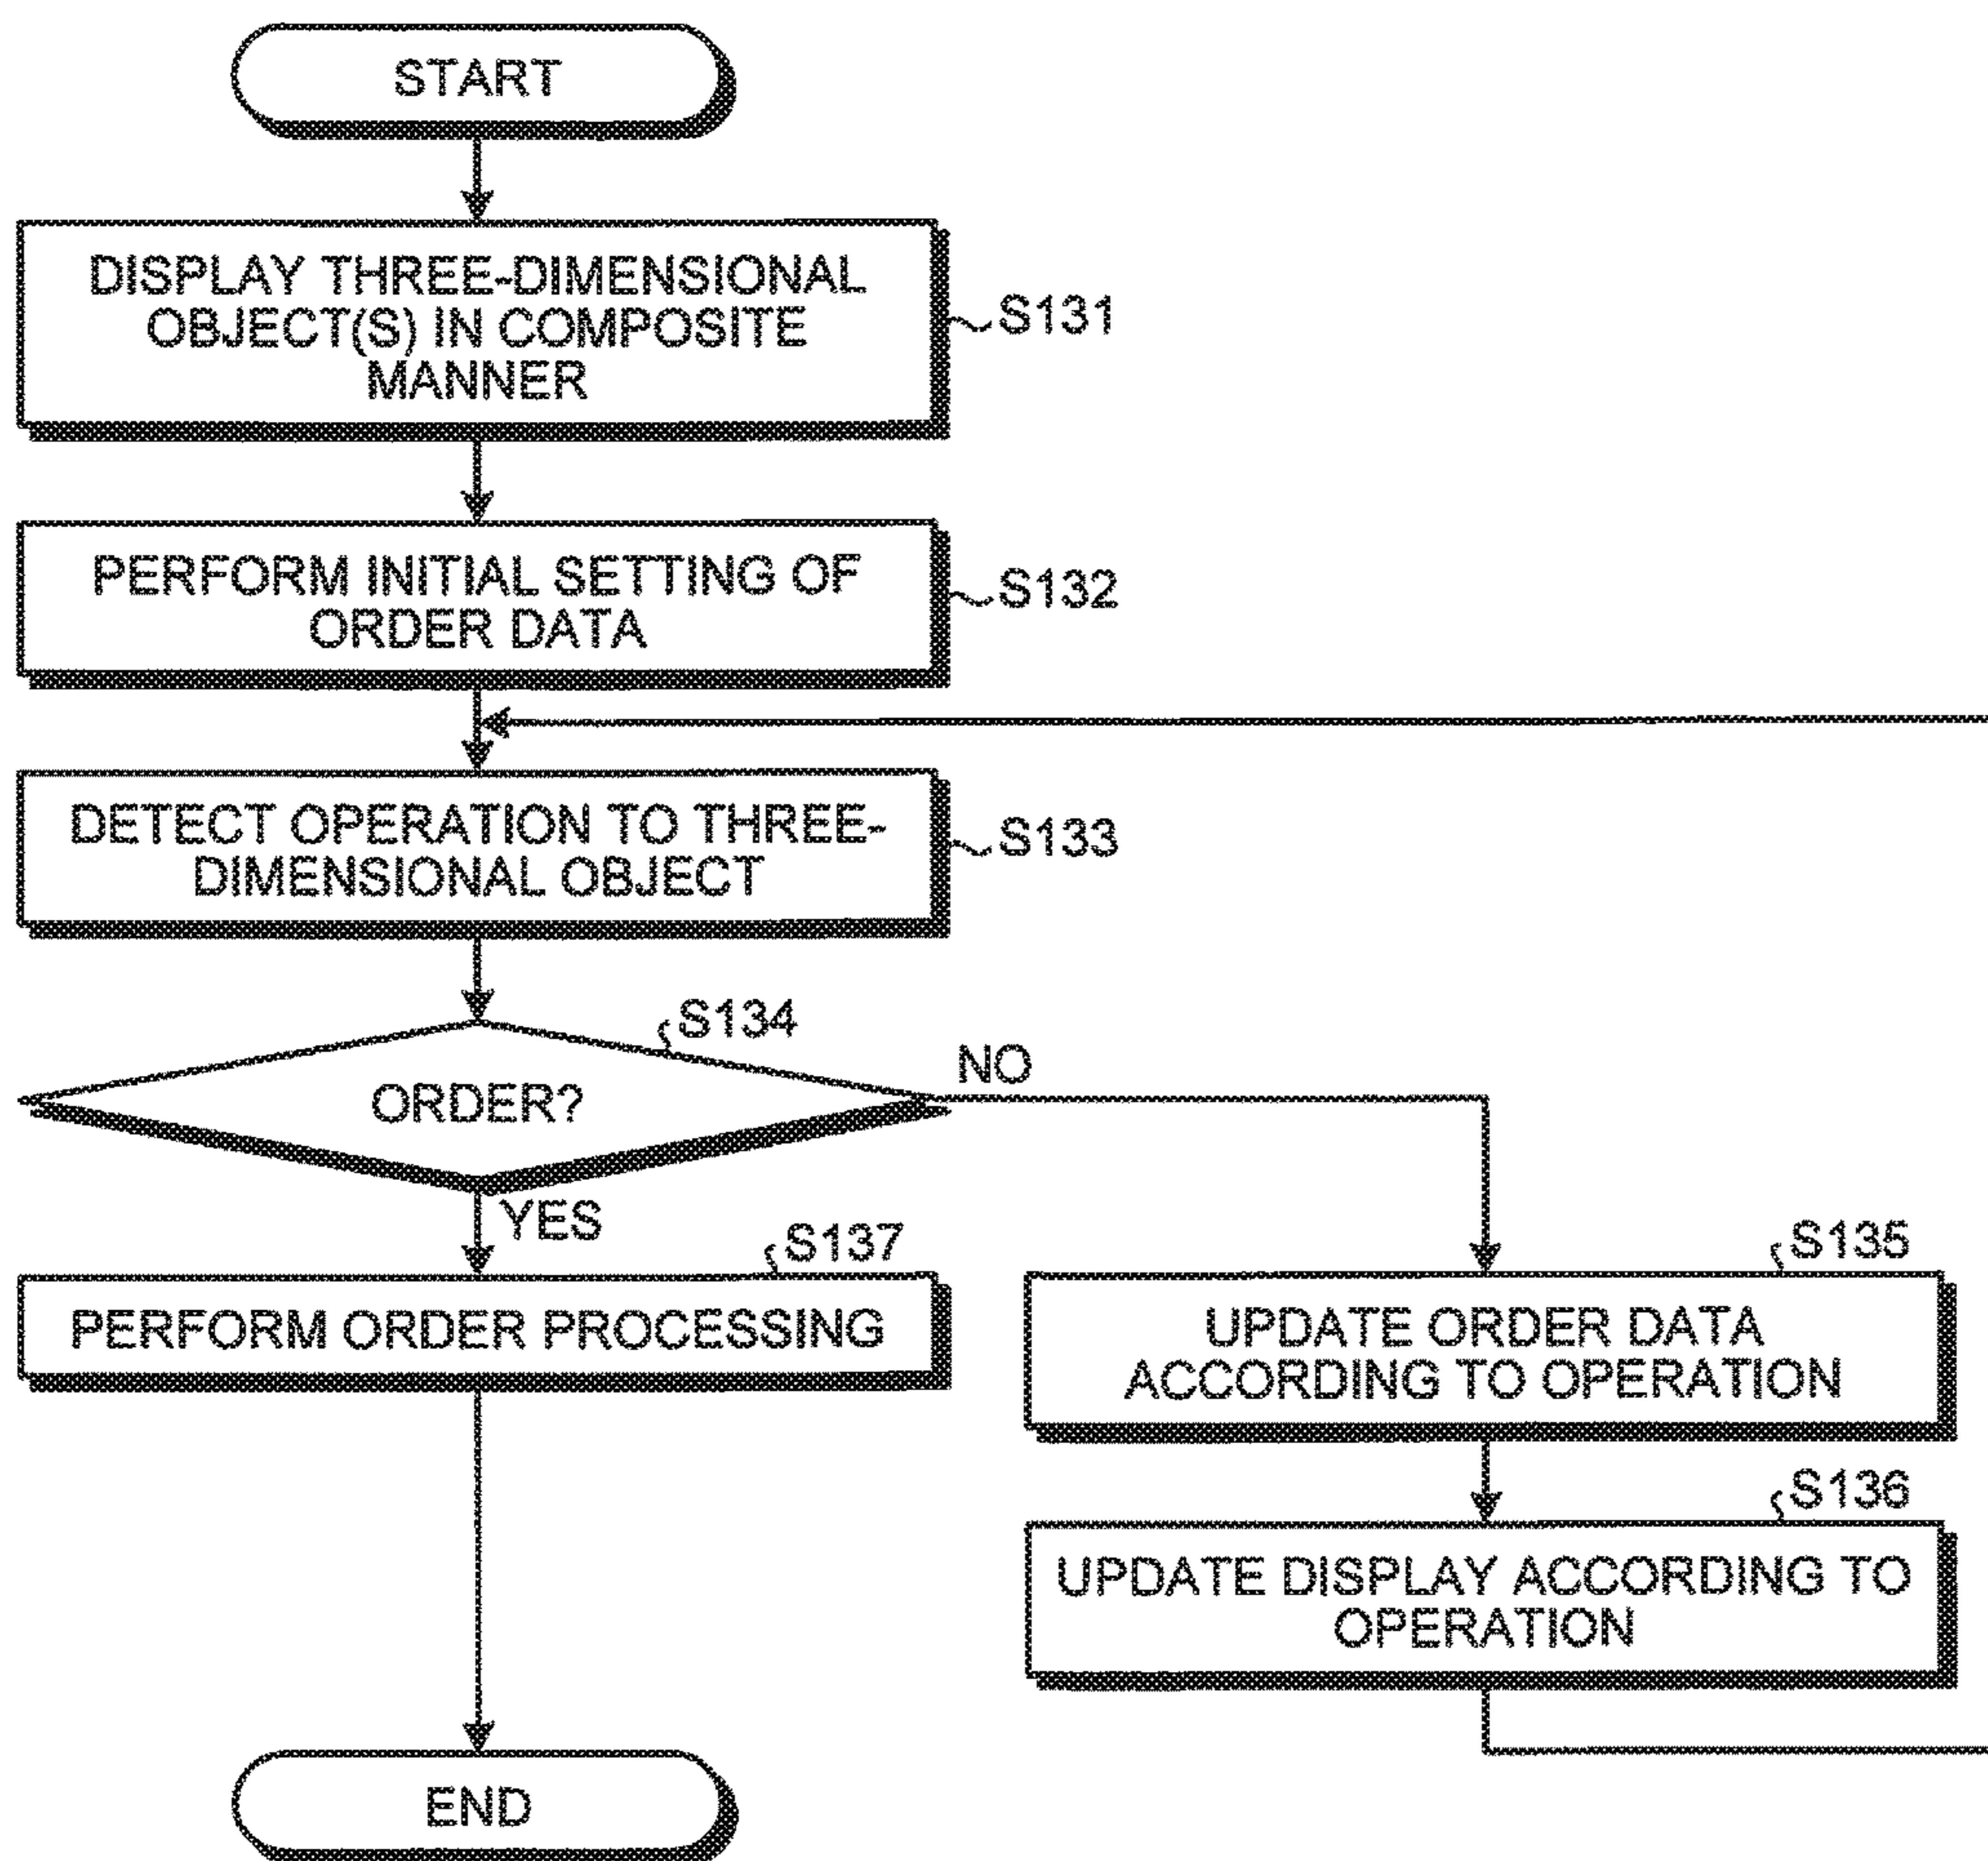 START
DISPLAY THREE-DIMENSIONAL
OBJECT(S) IN COMPOSITE
MANNER
S131
PERFORM INITIAL SETTING OF
ORDER DATA
S132
DETECT OPERATION TO THREE-
DIMENSIONAL OBJECT
S133
S134
ORDER?
NO
YES
S137
PERFORM ORDER PROCESSING
S135
UPDATE ORDER DATA
ACCORDING TO OPERATION
S136
UPDATE DISPLAY ACCORDING TO
OPERATION
END